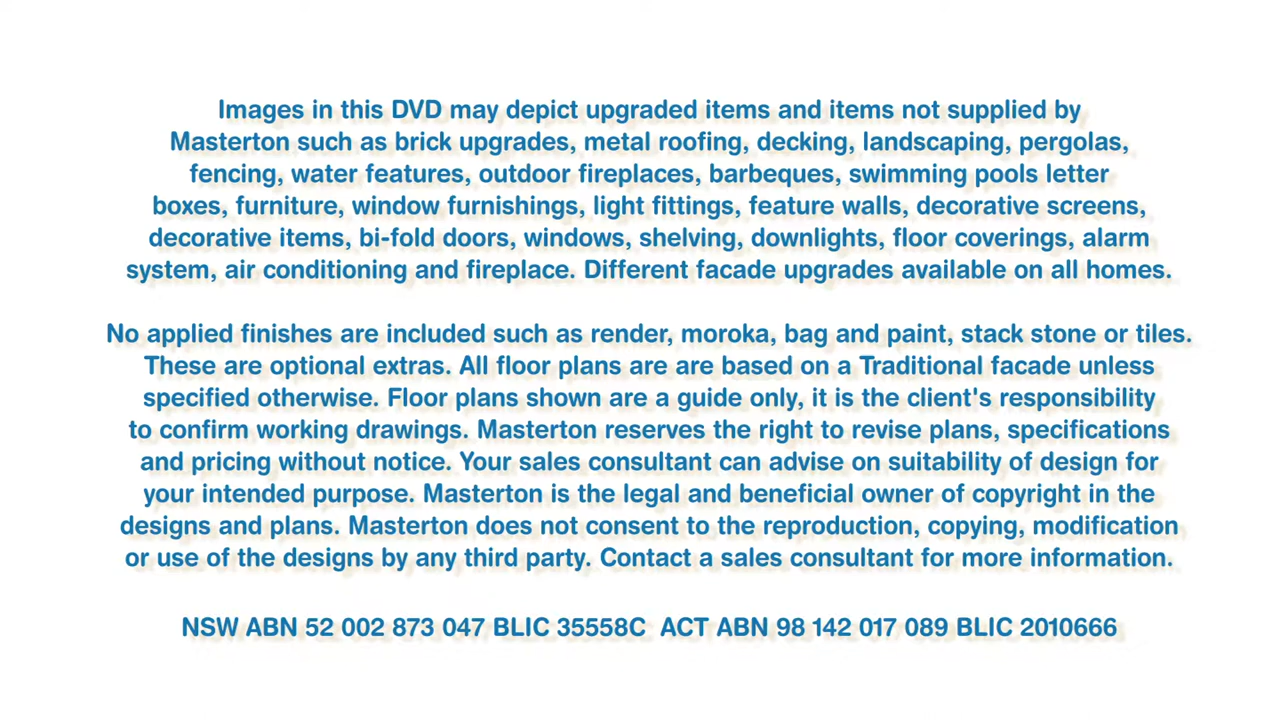 Images in this DVD may depict upgraded items and items not supplied by
Masterton such as brick upgrades, metal roofing, decking, landscaping, pergolas,
fencing, water features, outdoor fireplaces, barbeques, swimming pools letter
boxes, furniture, window furnishings, light fittings, feature walls, decorative screens,
decorative items, bi-fold doors, windows, shelving, downlights, floor coverings, alarm
system, air conditioning and fireplace. Different facade upgrades available on all homes.
No applied finishes are included such as render, moroka, bag and paint, stack stone or tiles.
These are optional extras. All floor plans are are based on a Traditional facade unless
specified otherwise. Floor plans shown are a guide only, it is the client's responsibility
to confirm working drawings. Masterton reserves the right to revise plans, specifications
and pricing without notice. Your sales consultant can advise on suitability of design for
your intended purpose. Masterton is the legal and beneficial owner of copyright in the
designs and plans. Masterton does not consent to the reproduction, copying, modification
or use of the designs by any third party. Contact a sales consultant for more information.
NSW ABN 52 002 873 047 BLIC 35558C ACT ABN 98 142 017 089 BLIC 2010666